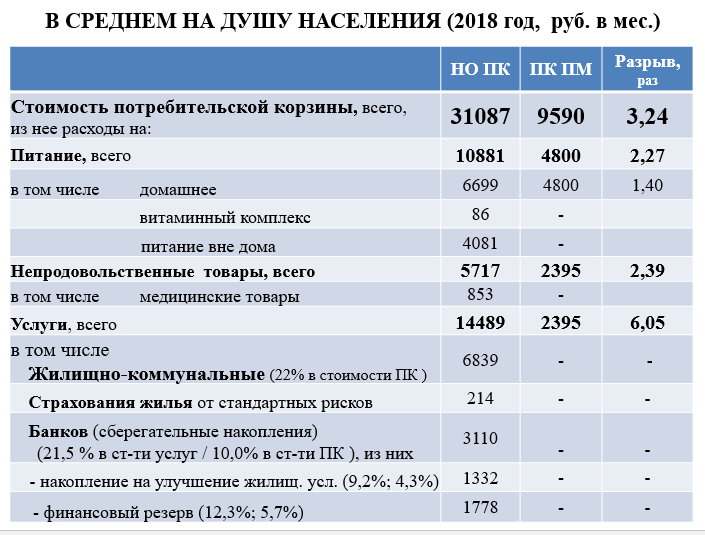 В СРЕДНЕМ НА ДУШУ НАСЕЛЕНИЯ (2018 год, руб. в мес.)
НО ПК ПК ПМ Разрыв, раз
Стоимость потребительской корзины, всего, из нее расходы на: 31087 9590 3,24
Питание, всего 10881 4800 2,27
в том числе домашнее 6699 4800 1,40
витаминный комплекс 86 -
питание вне дома 4081 -
Непродовольственные товары, всего 5717 2395 2,39
в том числе медицинские товары 853 -
Услуги, всего 14489 2395 6,05
в том числе
Жилищно-коммунальные (22% в стоимости ПК ) 6839 - -
Страхования жилья от стандартных рисков 214 - -
Банков (сберегательные накопления)
(21,5 % в ст-ти услуг / 10,0% в ст-ти ПК ), из них 3110 - -
- накопление на улучшение жилищ. усл. (9,2%; 4,3%) 1332 - -
- финансовый резерв (12,3%; 5,7%) 1778 - -